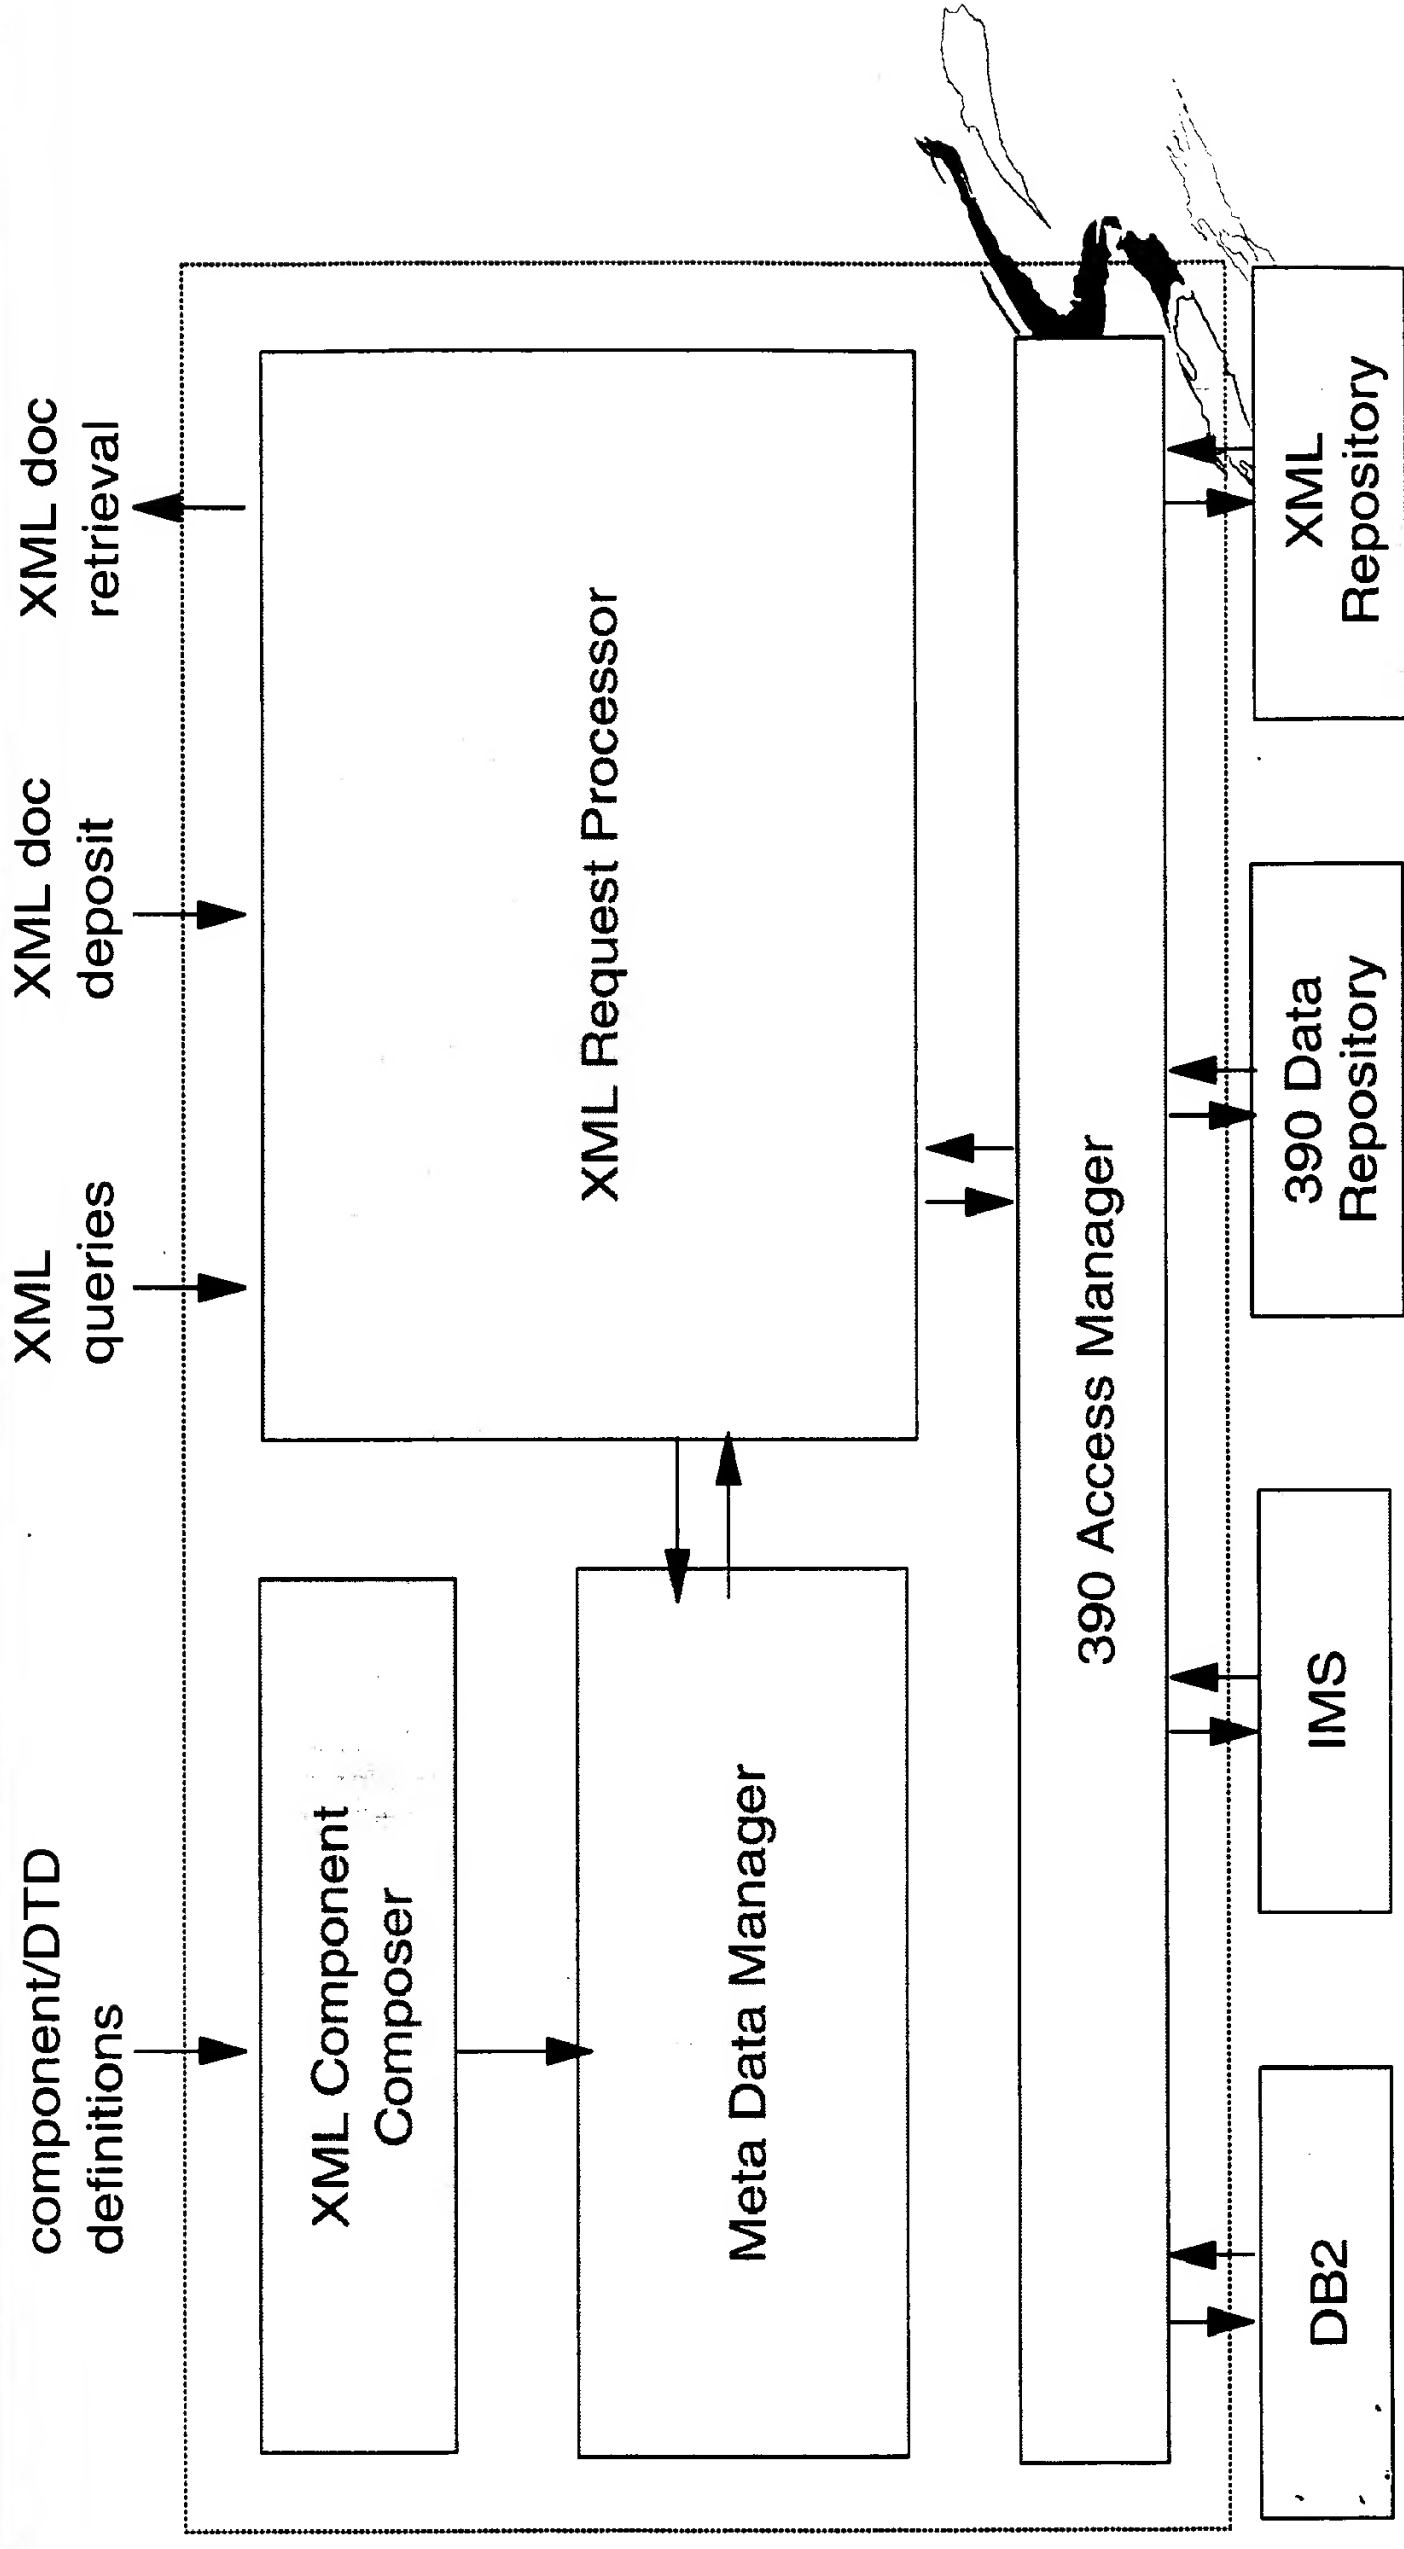 component/DTD
definitions
XML
queries
XML doc
deposit
XML doc
retrieval
XML Component
Composer
XML Request Processor
Meta Data Manager
390 Access Manager
DB2
IMS
390 Data
Repository
XML
Repository